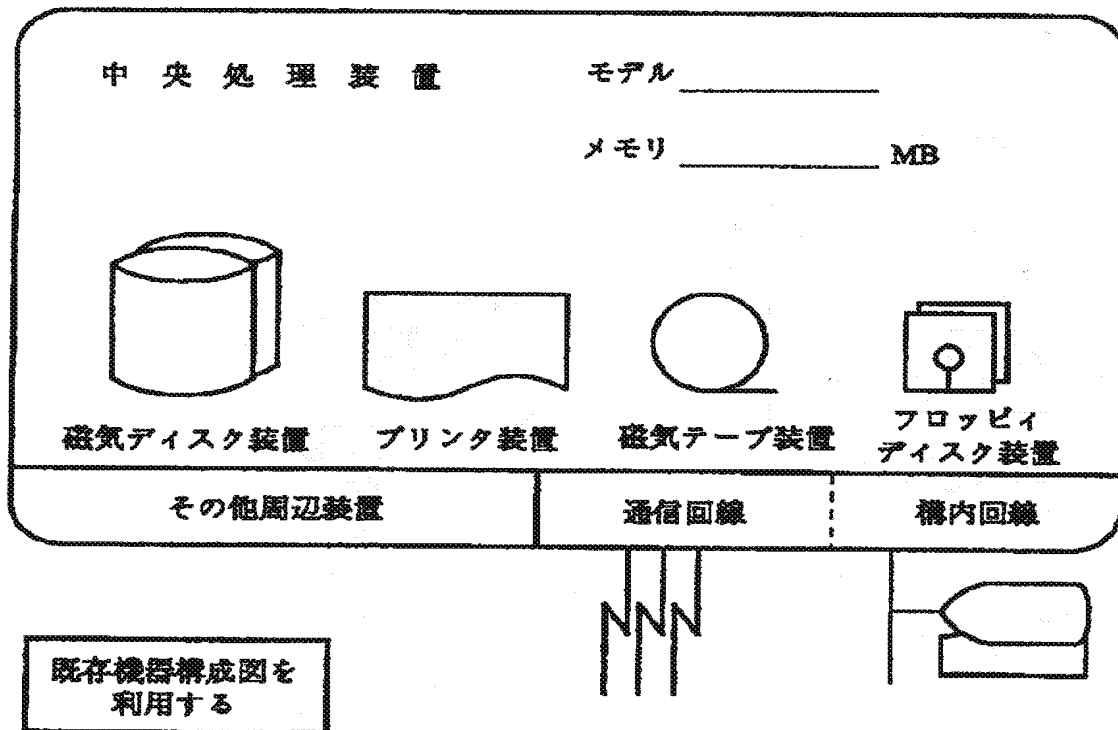 中央処理装置
モデル
メモリ MB
磁気ディスク装置
プリンタ装置
磁気テープ装置
フロッピィ
ディスク装置
その他周辺装置
通信回線
構内回線
既存機器構成図を
利用する